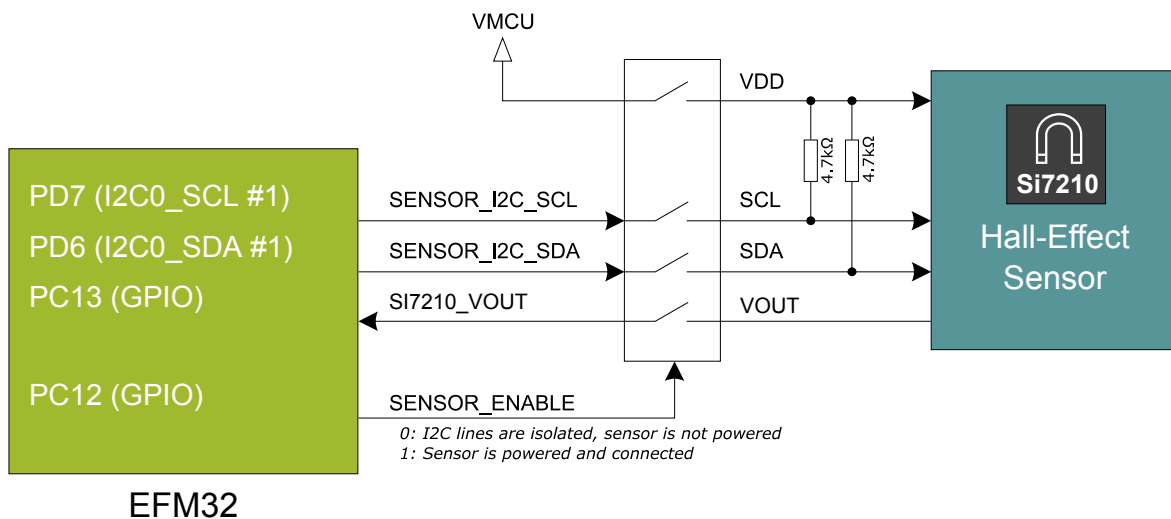 VMCU
VDD
4.7kΩ
4.7kΩ
PD7 (I2C0_SCL #1)
SENSOR_I2C_SCL
SCL
PD6 (I2C0_SDA #1)
SENSOR_I2C_SDA
SDA
PC13 (GPIO)
SI7210_VOUT
VOUT
PC12 (GPIO)
SENSOR_ENABLE
0: I2C lines are isolated, sensor is not powered
1: Sensor is powered and connected
EFM32
Si7210
Hall-Effect
Sensor